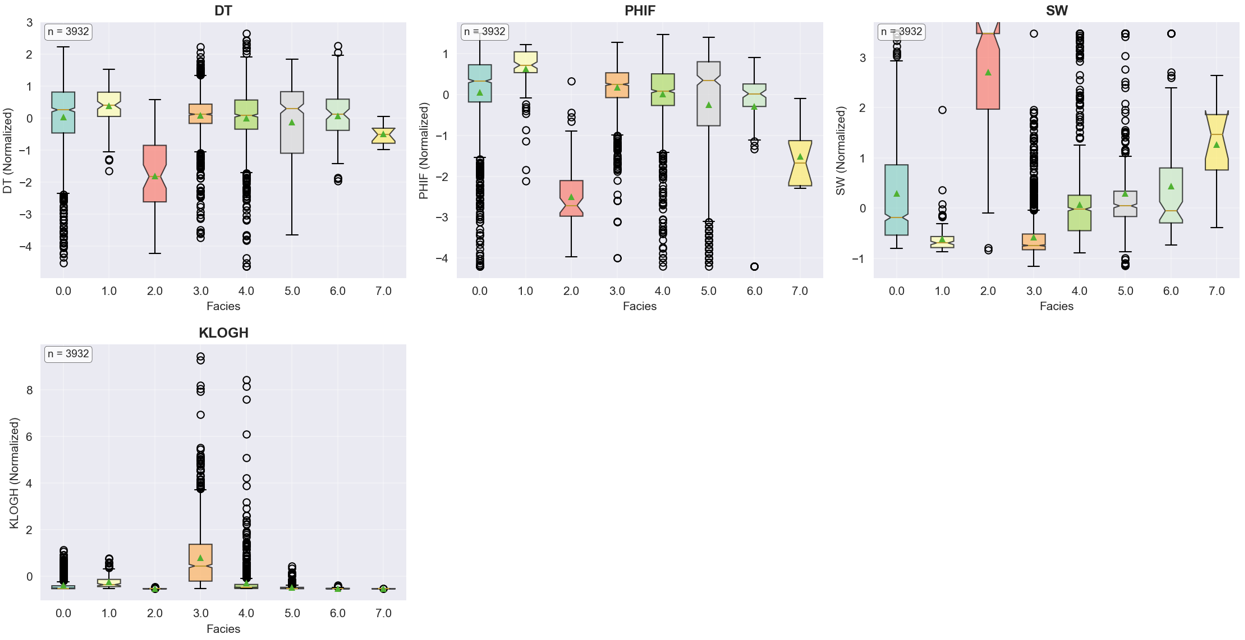 DT
n = 3932
3
2
1
0
−1
−2
−3
−4
DT (Normalized)
0.0 1.0 2.0 3.0 4.0 5.0 6.0 7.0
Facies
PHIF
n = 3932
1
0
−1
−2
−3
−4
PHIF (Normalized)
0.0 1.0 2.0 3.0 4.0 5.0 6.0 7.0
Facies
SW
n = 3932
3
2
1
0
−1
SW (Normalized)
0.0 1.0 2.0 3.0 4.0 5.0 6.0 7.0
Facies
KLOGH
n = 3932
8
6
4
2
0
KLOGH (Normalized)
0.0 1.0 2.0 3.0 4.0 5.0 6.0 7.0
Facies